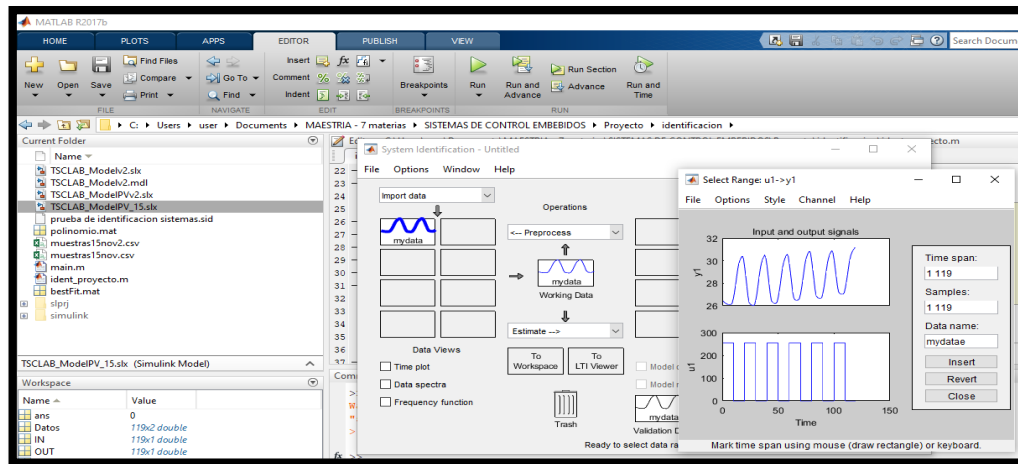 MATLAB R2017b
HOME PLOTS APPS EDITOR PUBLISH VIEW Search Docum
New Open Save Find Files Compare Print
Go To Find
Insert fx
Comment
Indent
Breakpoints Run Run and Advance Run Section Advance Run and Time
FILE NAVIGATE EDIT BREAKPOINTS RUN
C: Users user Documents MAESTRIA - 7 materias SISTEMAS DE CONTROL EMBEBIDOS Proyecto identificacion
Current Folder
Name
TSCLAB_Modelv2.slx
TSCLAB_Modelv2.mdl
TSCLAB_ModelPVv2.slx
TSCLAB_ModelPV_15.slx
prueba de identificacion sistemas.sid
polinomio.mat
muestras15nov2.csv
muestras15nov.csv
main.m
ident_proyecto.m
bestFit.mat
slprj
simulink
TSCLAB_ModelPV_15.slx (Simulink Model)
Workspace
Name Value
ans 0
Datos 119x2 double
IN 119x1 double
OUT 119x1 double
ecto.m
22
23
24
25
26
27
28
29
30
31
32
33
34
35
36
37
Com
fx >>
System Identification - Untitled
File Options Window Help
Import data
Operations
<-- Preprocess
mydata
mydata
Working Data
Estimate -->
Data Views
Time plot
Data spectra
Frequency function
To Workspace
To LTI Viewer
Trash
mydata
Validation D
Ready to select data ra
Select Range: u1->y1
File Options Style Channel Help
Input and output signals
y1
32
30
28
26
u1
300
200
100
0
0 50 100 150
Time
Time span:
1 119
Samples:
1 119
Data name:
mydatae
Insert
Revert
Close
Mark time span using mouse (draw rectangle) or keyboard.